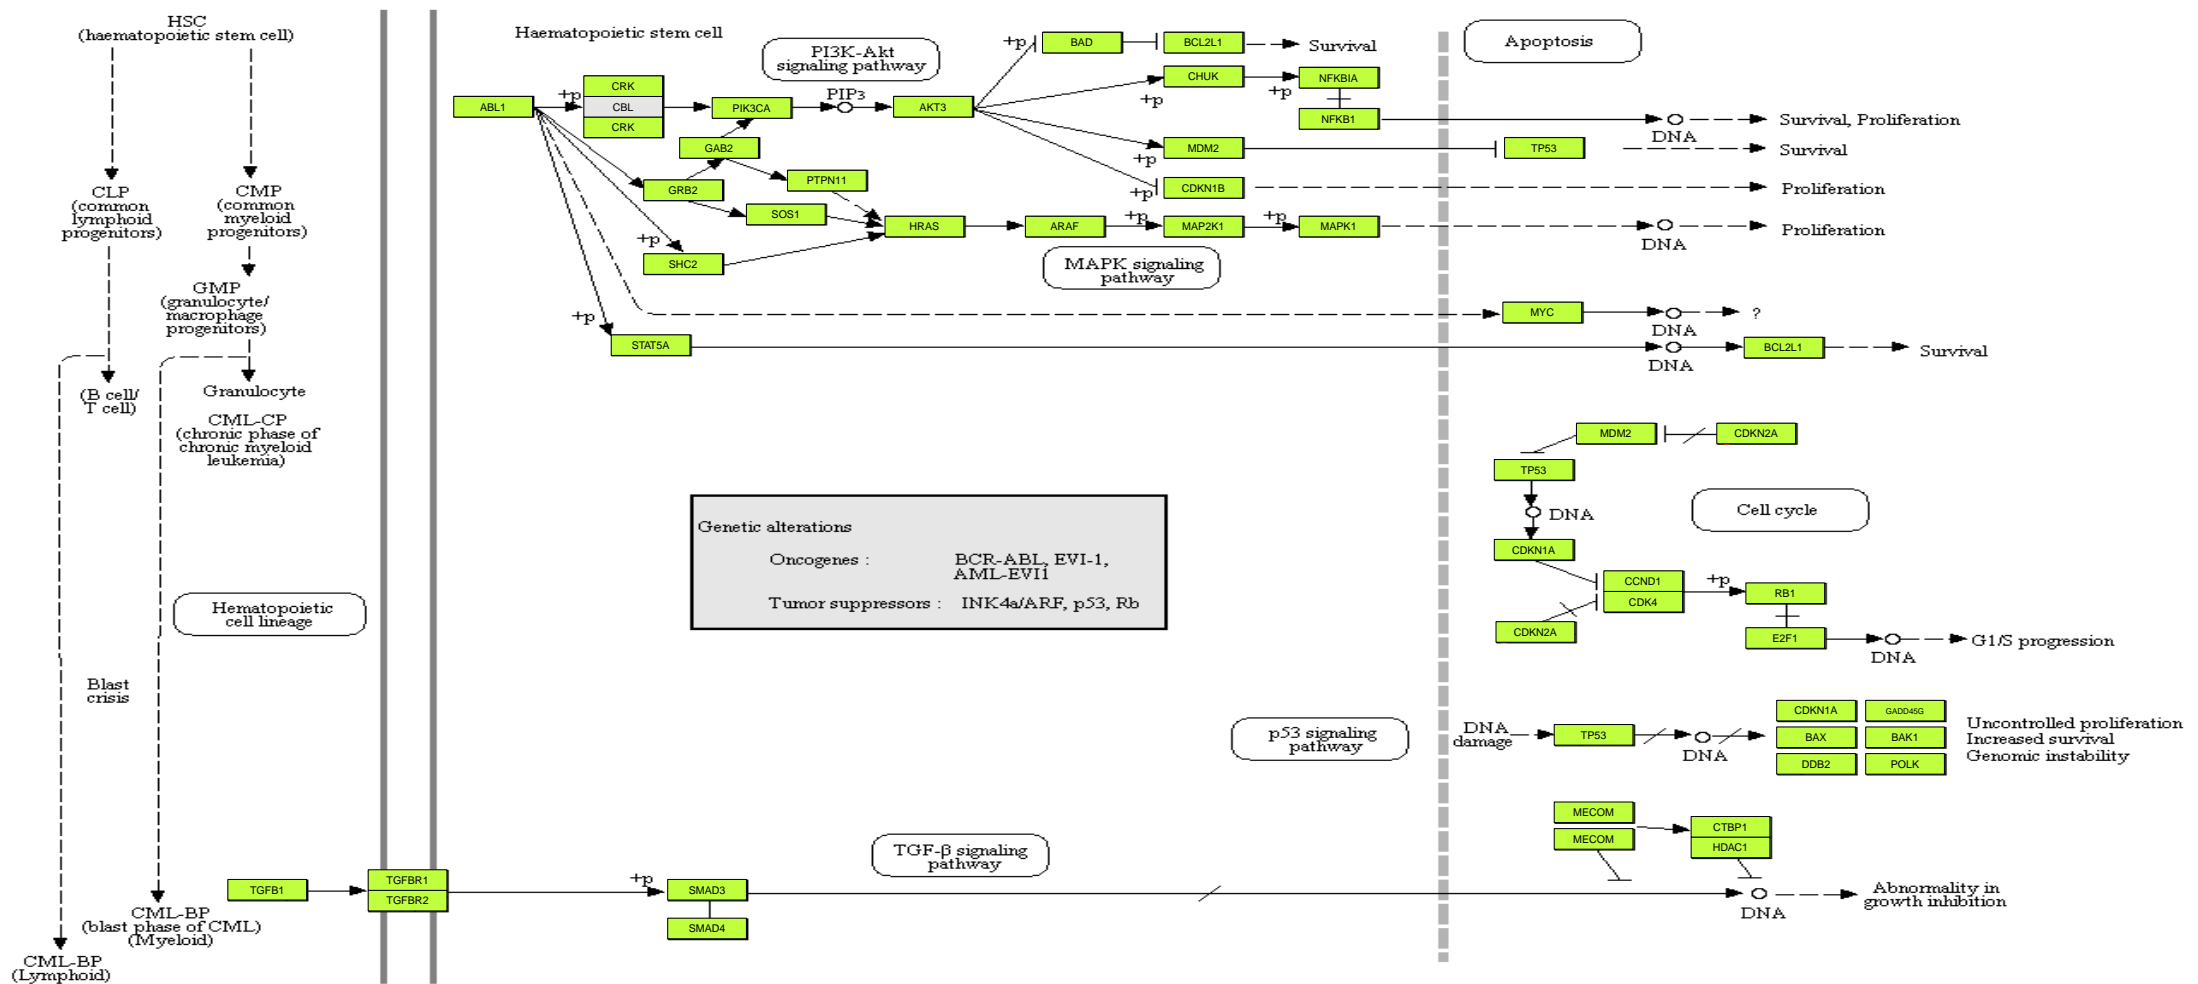 HSC
(haematopoietic stem cell)
CLP
(common
lymphoid
progenitors)
CMP
(common
myeloid
progenitors)
GMP
(granulocyte/
macrophage
progenitors)
(B cell/
T cell)
Granulocyte
CML-CP
(chronic phase of
chronic myeloid
leukemia)
Hematopoietic
cell lineage
Blast
crisis
CML-BP
(blast phase of CML)
(Myeloid)
CML-BP
(Lymphoid)
Haematopoietic stem cell
PI3K-Akt
signaling pathway
Apoptosis
ABL1
+p
CRK
CBL
CRK
PIK3CA
PIP3
AKT3
+p
BAD
BCL2L1
Survival
CHUK
+p
+p
NFKBIA
NFKB1
DNA
Survival, Proliferation
GAB2
MDM2
+p
TP53
Survival
GRB2
PTPN11
CDKN1B
+p
Proliferation
SOS1
HRAS
ARAF
+p
MAP2K1
+p
MAPK1
DNA
Proliferation
+p
SHC2
MAPK signaling
pathway
MYC
DNA
?
+p
STAT5A
DNA
BCL2L1
Survival
MDM2
CDKN2A
TP53
DNA
Cell cycle
CDKN1A
CCND1
CDK4
+p
RB1
CDKN2A
E2F1
DNA
G1/S progression
Genetic alterations
Oncogenes :
BCR-ABL, EVI-1,
AML-EVI1
Tumor suppressors :
INK4a/ARF, p53, Rb
p53 signaling
pathway
DNA
damage
TP53
DNA
CDKN1A
GADD45G
BAX
BAK1
DDB2
POLK
Uncontrolled proliferation
Increased survival
Genomic instability
MECOM
MECOM
CTBP1
HDAC1
TGF-β signaling
pathway
TGFB1
TGFBR1
TGFBR2
+p
SMAD3
SMAD4
DNA
Abnormality in
growth inhibition